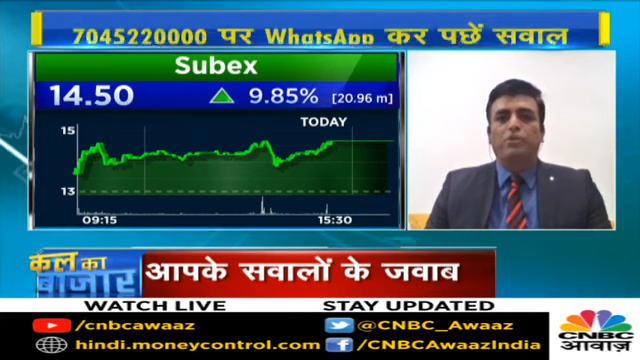 7045220000 पर WhatsApp कर पछें सवाल
Subex
14.50 9.85% [20.96 m]
TODAY
15
13
09:15 15:30
कल का
बाज़ार
आपके सवालों के जवाब
WATCH LIVE STAY UPDATED
/cnbcawaaz @CNBC_Awaaz
hindi.moneycontrol.com /CNBCAwaazIndia
CNBC
आवाज़